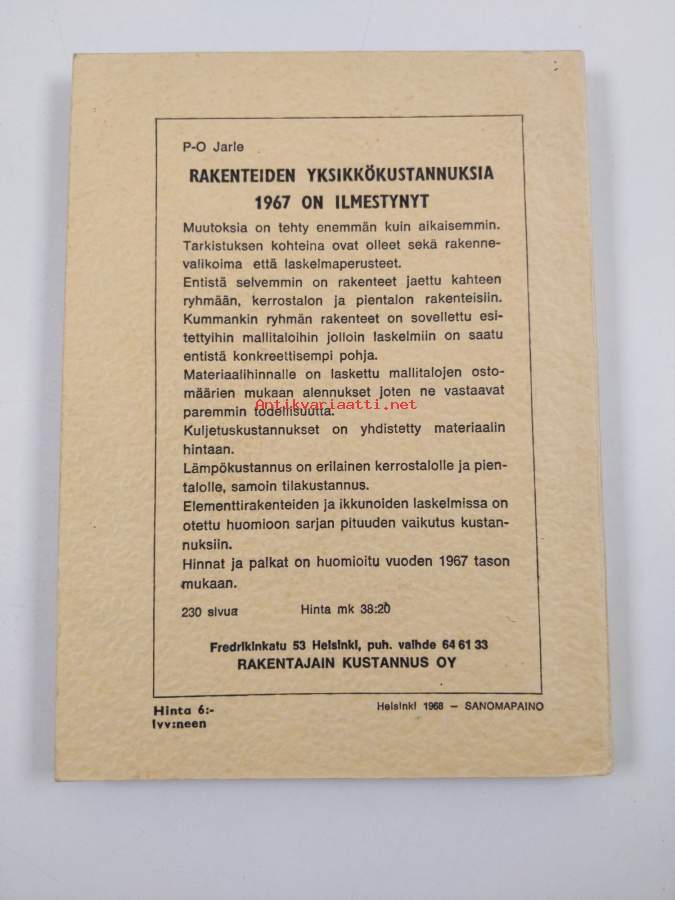 P-O Jarle
RAKENTEIDEN YKSIKKÖKUSTANNUKSIA
1967 ON ILMESTYNYT
Muutoksia on tehty enemmän kuin aikaisemmin.
Tarkistuksen kohteina ovat olleet sekä rakenne-
valikoima että laskelmaperusteet.
Entistä selvemmin on rakenteet jaettu kahteen
ryhmään, kerrostalon ja pientalon rakenteisiin.
Kummankin ryhmän rakenteet on sovellettu esi-
tettyihin mallitaloihin jolloin laskelmiin on saatu
entistä konkreettisempi pohja.
Materiaalihinnalle on laskettu mallitalojen osto-
määrien mukaan alennukset joten ne vastaavat
Antikvariaatti.net
paremmin todellisuutta.
Kuljetuskustannukset on yhdistetty materiaalin
hintaan.
Lämpökustannus on erilainen kerrostalolle ja pien-
talolle, samoin tilakustannus.
Elementtirakenteiden ja ikkunoiden laskelmissa on
otettu huomioon sarjan pituuden vaikutus kustan-
nuksiin.
Hinnat ja palkat on huomioitu vuoden 1967 tason
mukaan.
230 sivua Hinta mk 38:20
Fredrikinkatu 53 Helsinki, puh. vaihde 64 61 33
RAKENTAJAIN KUSTANNUS OY
Hinta 6:-
lvv:neen
Helsinki 1968 – SANOMAPAINO